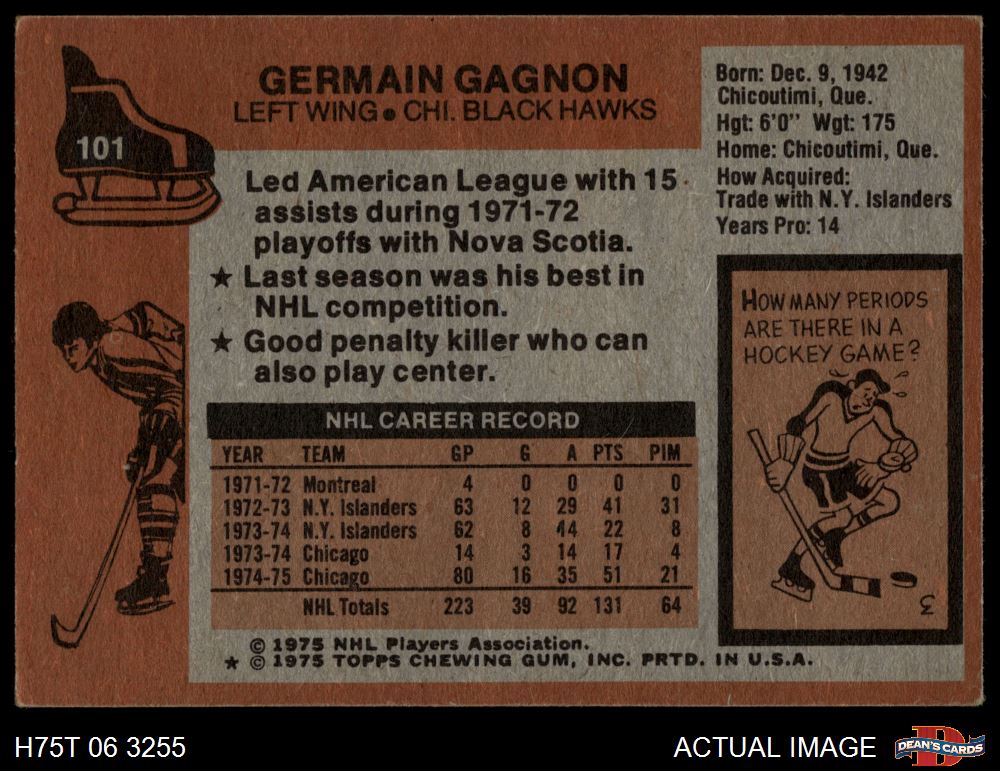 101
GERMAIN GAGNON
LEFT WING • CHI. BLACK HAWKS
Led American League with 15
assists during 1971-72
playoffs with Nova Scotia.
★ Last season was his best in
NHL competition.
★ Good penalty killer who can
also play center.
Born: Dec. 9, 1942
Chicoutimi, Que.
Hgt: 6'0" Wgt: 175
Home: Chicoutimi, Que.
How Acquired:
Trade with N.Y. Islanders
Years Pro: 14
HOW MANY PERIODS
ARE THERE IN A
HOCKEY GAME?
3
NHL CAREER RECORD
YEAR TEAM GP G A PTS PIM
1971-72 Montreal 4 0 0 0 0
1972-73 N.Y. Islanders 63 12 29 41 31
1973-74 N.Y. Islanders 62 8 14 22 8
1973-74 Chicago 14 3 14 17 4
1974-75 Chicago 80 16 35 51 21
NHL Totals 223 39 92 131 64
© 1975 NHL Players Association.
★ © 1975 TOPPS CHEWING GUM, INC. PRTD. IN U.S.A.
H75T 06 3255
ACTUAL IMAGE
D
DEAN'S CARDS